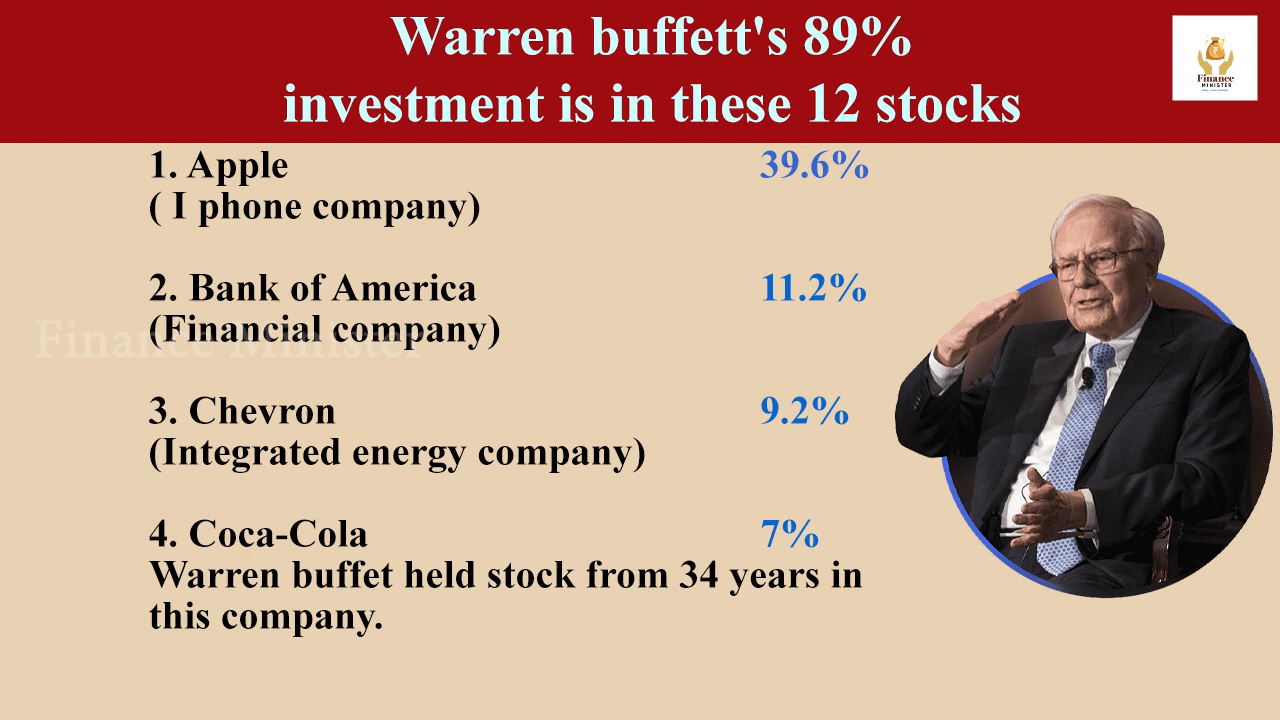 Warren buffett's 89%
investment is in these 12 stocks
Finance
MINISTER
1. Apple 39.6%
( I phone company)
2. Bank of America 11.2%
(Financial company)
Finance Minister
3. Chevron 9.2%
(Integrated energy company)
4. Coca-Cola 7%
Warren buffet held stock from 34 years in
this company.